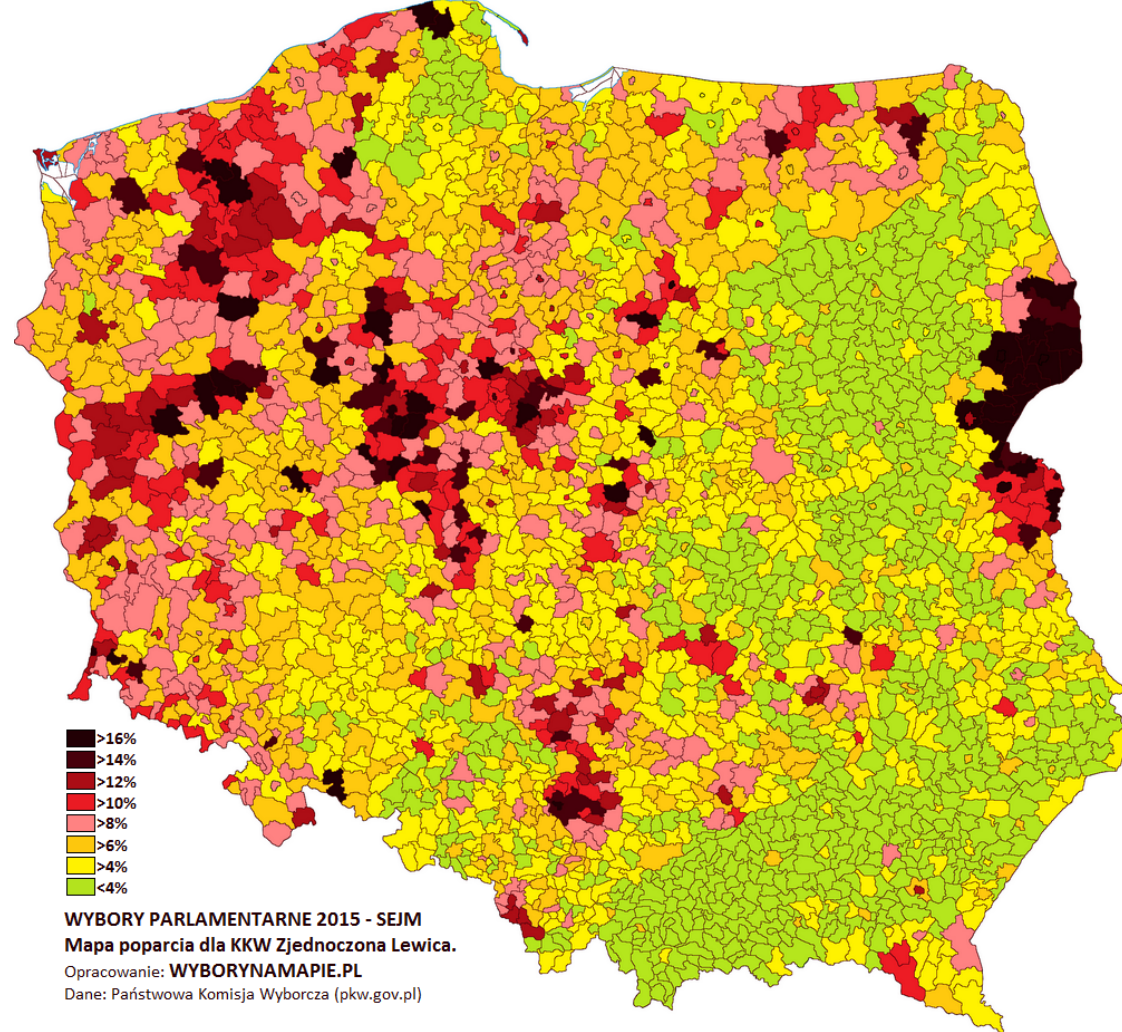 >16%
>14%
>12%
>10%
>8%
>6%
>4%
<4%
WYBORY PARLAMENTARNE 2015 - SEJM
Mapa poparcia dla KKW Zjednoczona Lewica.
Opracowanie: WYBORYNAMAPIE.PL
Dane: Państwowa Komisja Wyborcza (pkw.gov.pl)